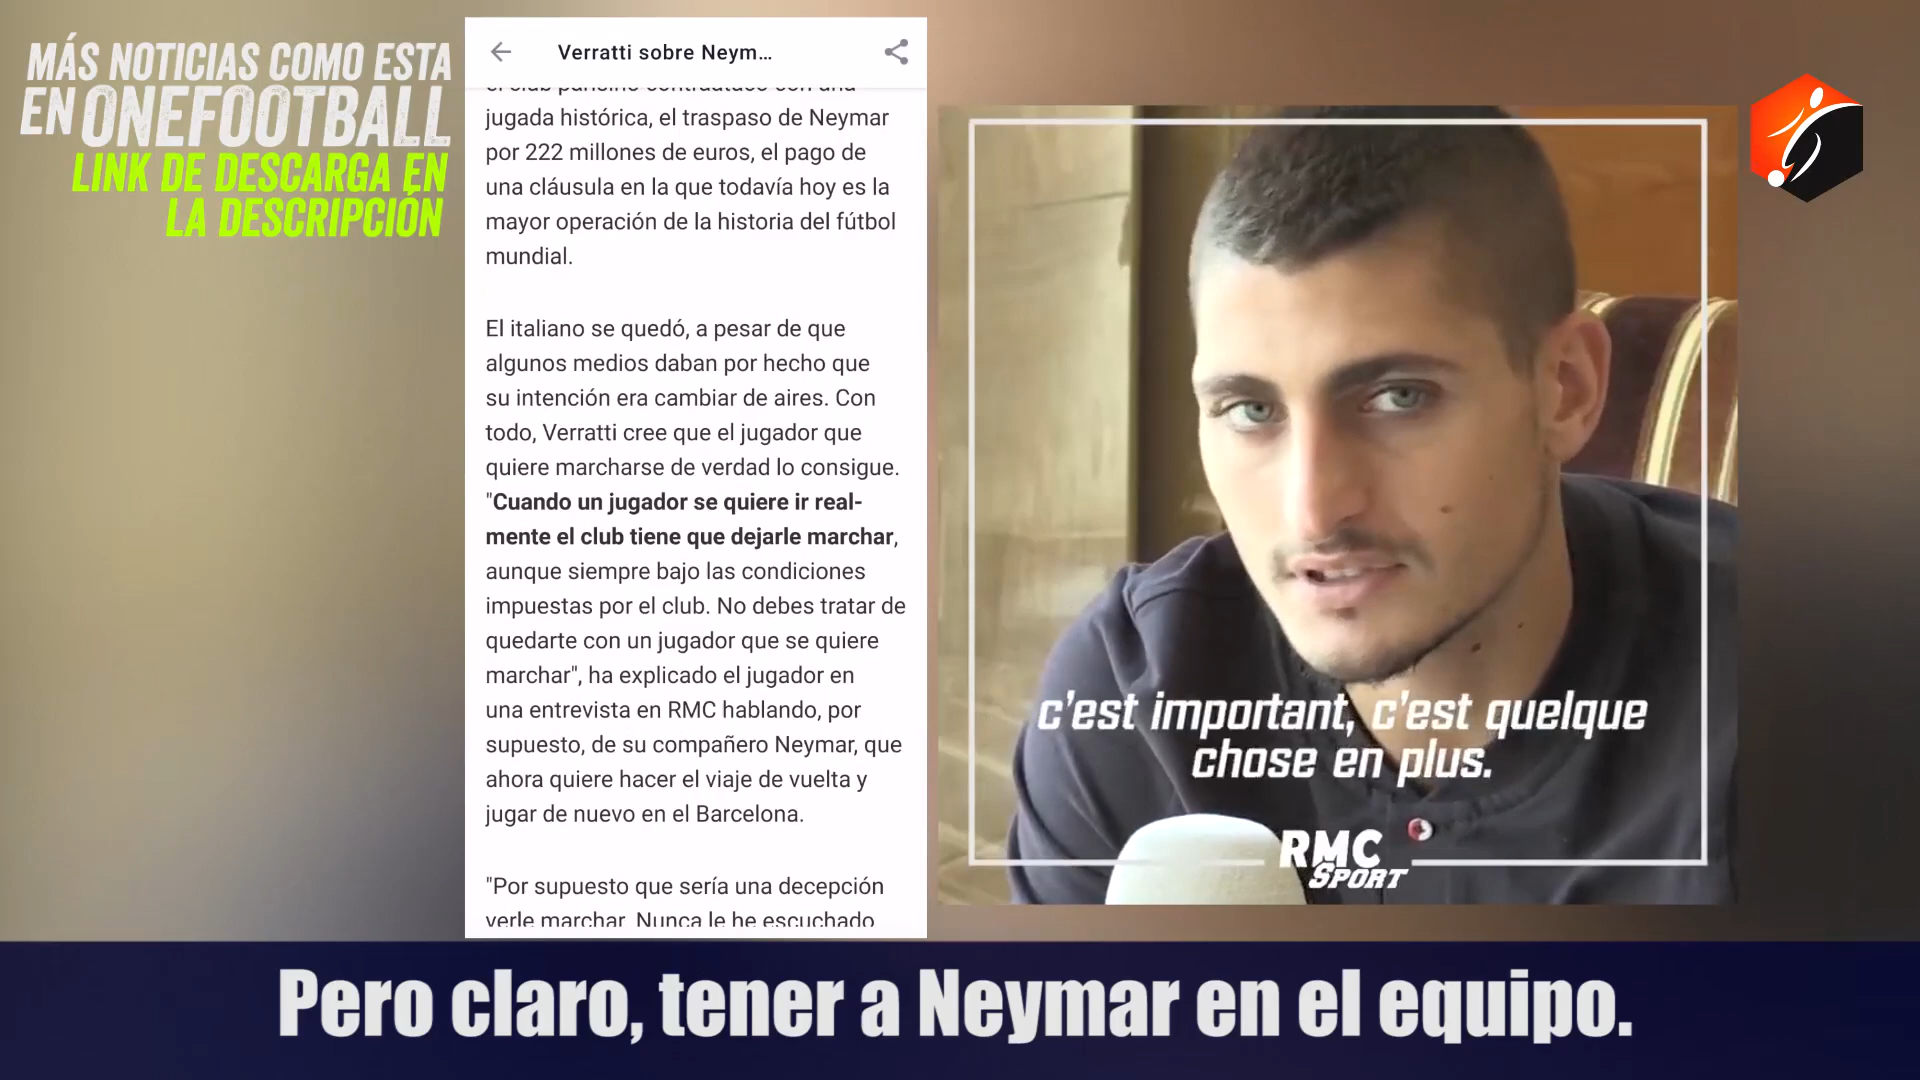 MÁS NOTICIAS COMO ESTA
EN ONEFOOTBALL
LINK DE DESCARGA EN
LA DESCRIPCIÓN
Verratti sobre Neym...
el club parisino contraatacó con una
jugada histórica, el traspaso de Neymar
por 222 millones de euros, el pago de
una cláusula en la que todavía hoy es la
mayor operación de la historia del fútbol
mundial.
El italiano se quedó, a pesar de que
algunos medios daban por hecho que
su intención era cambiar de aires. Con
todo, Verratti cree que el jugador que
quiere marcharse de verdad lo consigue.
"Cuando un jugador se quiere ir real-
mente el club tiene que dejarle marchar,
aunque siempre bajo las condiciones
impuestas por el club. No debes tratar de
quedarte con un jugador que se quiere
marchar", ha explicado el jugador en
una entrevista en RMC hablando, por
supuesto, de su compañero Neymar, que
ahora quiere hacer el viaje de vuelta y
jugar de nuevo en el Barcelona.
"Por supuesto que sería una decepción
verle marchar. Nunca le he escuchado
c'est important, c'est quelque
chose en plus.
RMC
SPORT
Pero claro, tener a Neymar en el equipo.